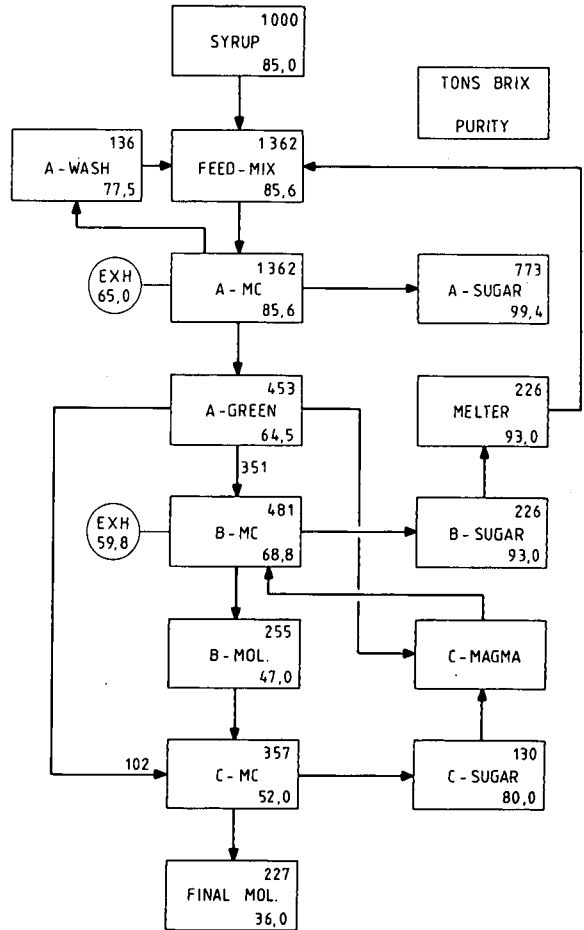 1000
SYRUP
85,0
TONS BRIX
PURITY
136
A-WASH
77,5
1362
FEED-MIX
85,6
EXH
65,0
1362
A-MC
85,6
773
A-SUGAR
99,4
453
A-GREEN
64,5
226
MELTER
93,0
351
EXH
59,8
481
B-MC
68,8
226
B-SUGAR
93,0
255
B-MOL.
47,0
C-MAGMA
102
357
C-MC
52,0
130
C-SUGAR
80,0
227
FINAL MOL.
36,0